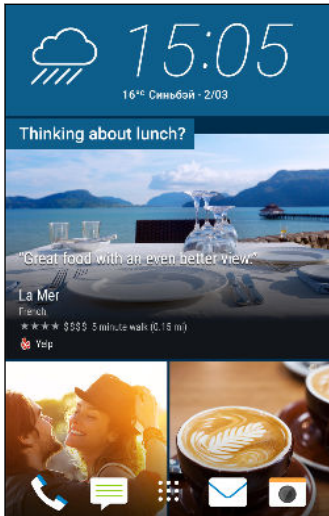 15:05
16°C Синьбэй - 2/03
Thinking about lunch?
"Great food with an even better view."
La Mer
French
★★★★ $$$$ 5 minute walk (0.15 mi)
Yelp